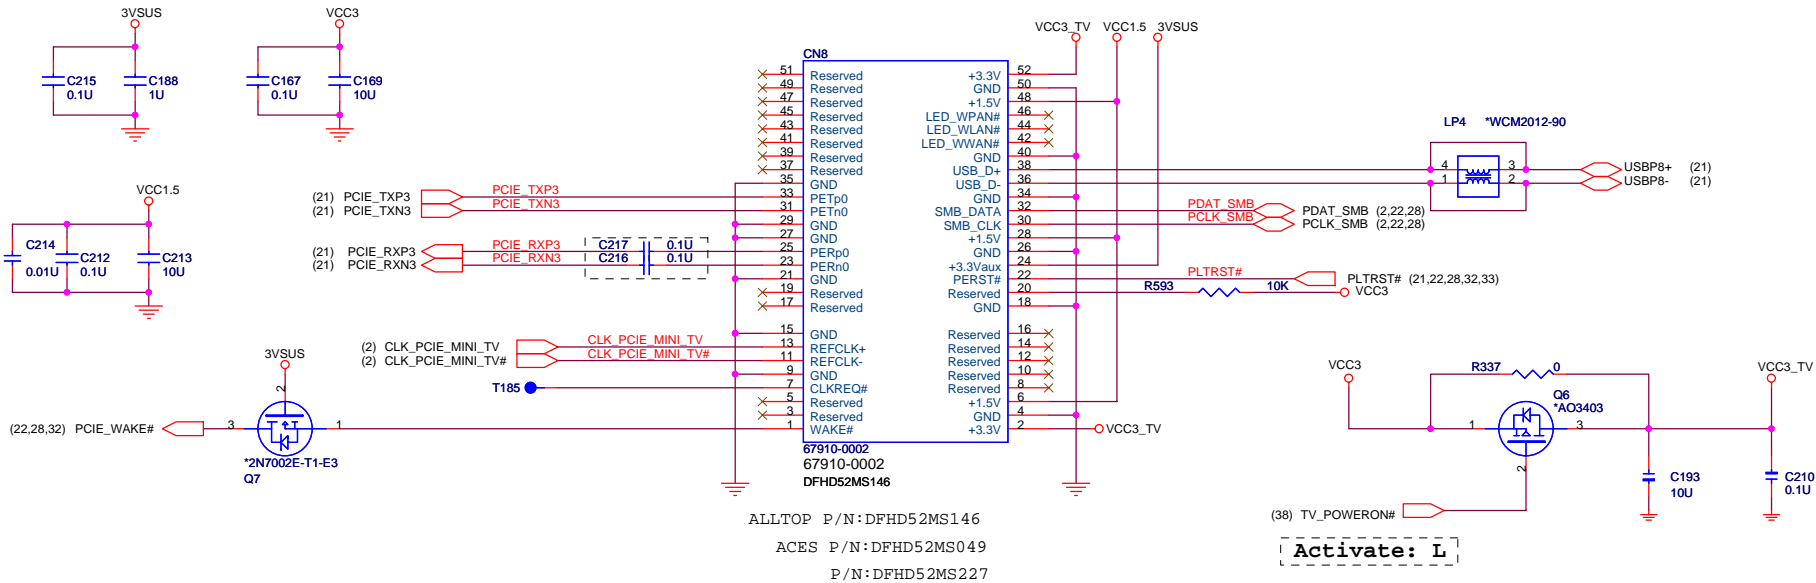 3VSUS
C215
0.1U
C188
1U
VCC3
C167
0.1U
C169
10U
VCC1.5
C214
0.01U
C212
0.1U
C213
10U
(21) PCIE_TXP3
PCIE_TXP3
(21) PCIE_TXN3
PCIE_TXN3
(21) PCIE_RXP3
PCIE_RXP3
C217 0.1U
(21) PCIE_RXN3
PCIE_RXN3
C216 0.1U
(2) CLK_PCIE_MINI_TV
CLK_PCIE_MINI_TV
(2) CLK_PCIE_MINI_TV#
CLK_PCIE_MINI_TV#
T185
3VSUS
2
(22,28,32) PCIE_WAKE#
3
1
*2N7002E-T1-E3
Q7
CN8
51 Reserved
49 Reserved
47 Reserved
45 Reserved
43 Reserved
41 Reserved
39 Reserved
37 Reserved
35 GND
33 PETp0
31 PETn0
29 GND
27 GND
25 PERp0
23 PERn0
21 GND
19 Reserved
17 Reserved
15 GND
13 REFCLK+
11 REFCLK-
9 GND
7 CLKREQ#
5 Reserved
3 Reserved
1 WAKE#
+3.3V 52
GND 50
+1.5V 48
LED_WPAN# 46
LED_WLAN# 44
LED_WWAN# 42
GND 40
USB_D+ 38
USB_D- 36
GND 34
SMB_DATA 32
SMB_CLK 30
+1.5V 28
GND 26
+3.3Vaux 24
PERST# 22
Reserved 20
GND 18
Reserved 16
Reserved 14
Reserved 12
Reserved 10
Reserved 8
+1.5V 6
GND 4
+3.3V 2
67910-0002
67910-0002
DFHD52MS146
ALLTOP P/N:DFHD52MS146
ACES P/N:DFHD52MS049
P/N:DFHD52MS227
VCC3_TV VCC1.5 3VSUS
LP4 *WCM2012-90
4 3
1 2
USBP8+ (21)
USBP8- (21)
PDAT_SMB
PDAT_SMB (2,22,28)
PCLK_SMB
PCLK_SMB (2,22,28)
PLTRST#
PLTRST# (21,22,28,32,33)
R593 10K
VCC3
VCC3_TV
VCC3
R337 0
VCC3_TV
Q6
*AO3403
1
3
2
C193
10U
C210
0.1U
(38) TV_POWERON#
Activate: L